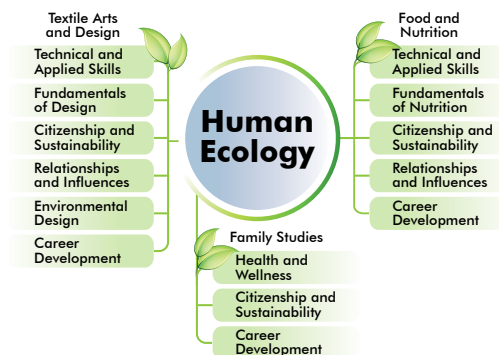 Textile Arts
and Design
Technical and
Applied Skills
Fundamentals
of Design
Citizenship and
Sustainability
Relationships
and Influences
Environmental
Design
Career
Development
Human
Ecology
Food and
Nutrition
Technical and
Applied Skills
Fundamentals
of Nutrition
Citizenship and
Sustainability
Relationships
and Influences
Career
Development
Family Studies
Health and
Wellness
Citizenship and
Sustainability
Career
Development